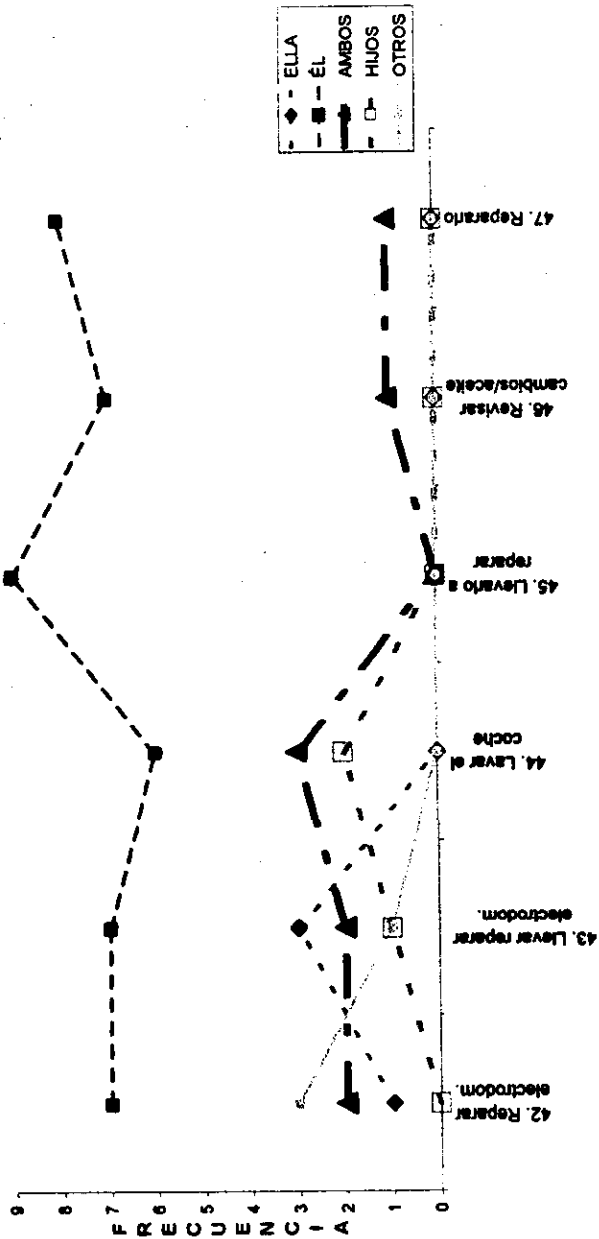 9
8
7
6
5
4
3
2
1
0
FRECUENCIA
42. Reparar
electrodom.
43. Llevar reparar
electrodom.
44. Lavar el
coche
45. Llevarlo a
reparar
46. Revisar
cambios/aceite
47. Repararlo
ELLA
ÉL
AMBOS
HIJOS
OTROS